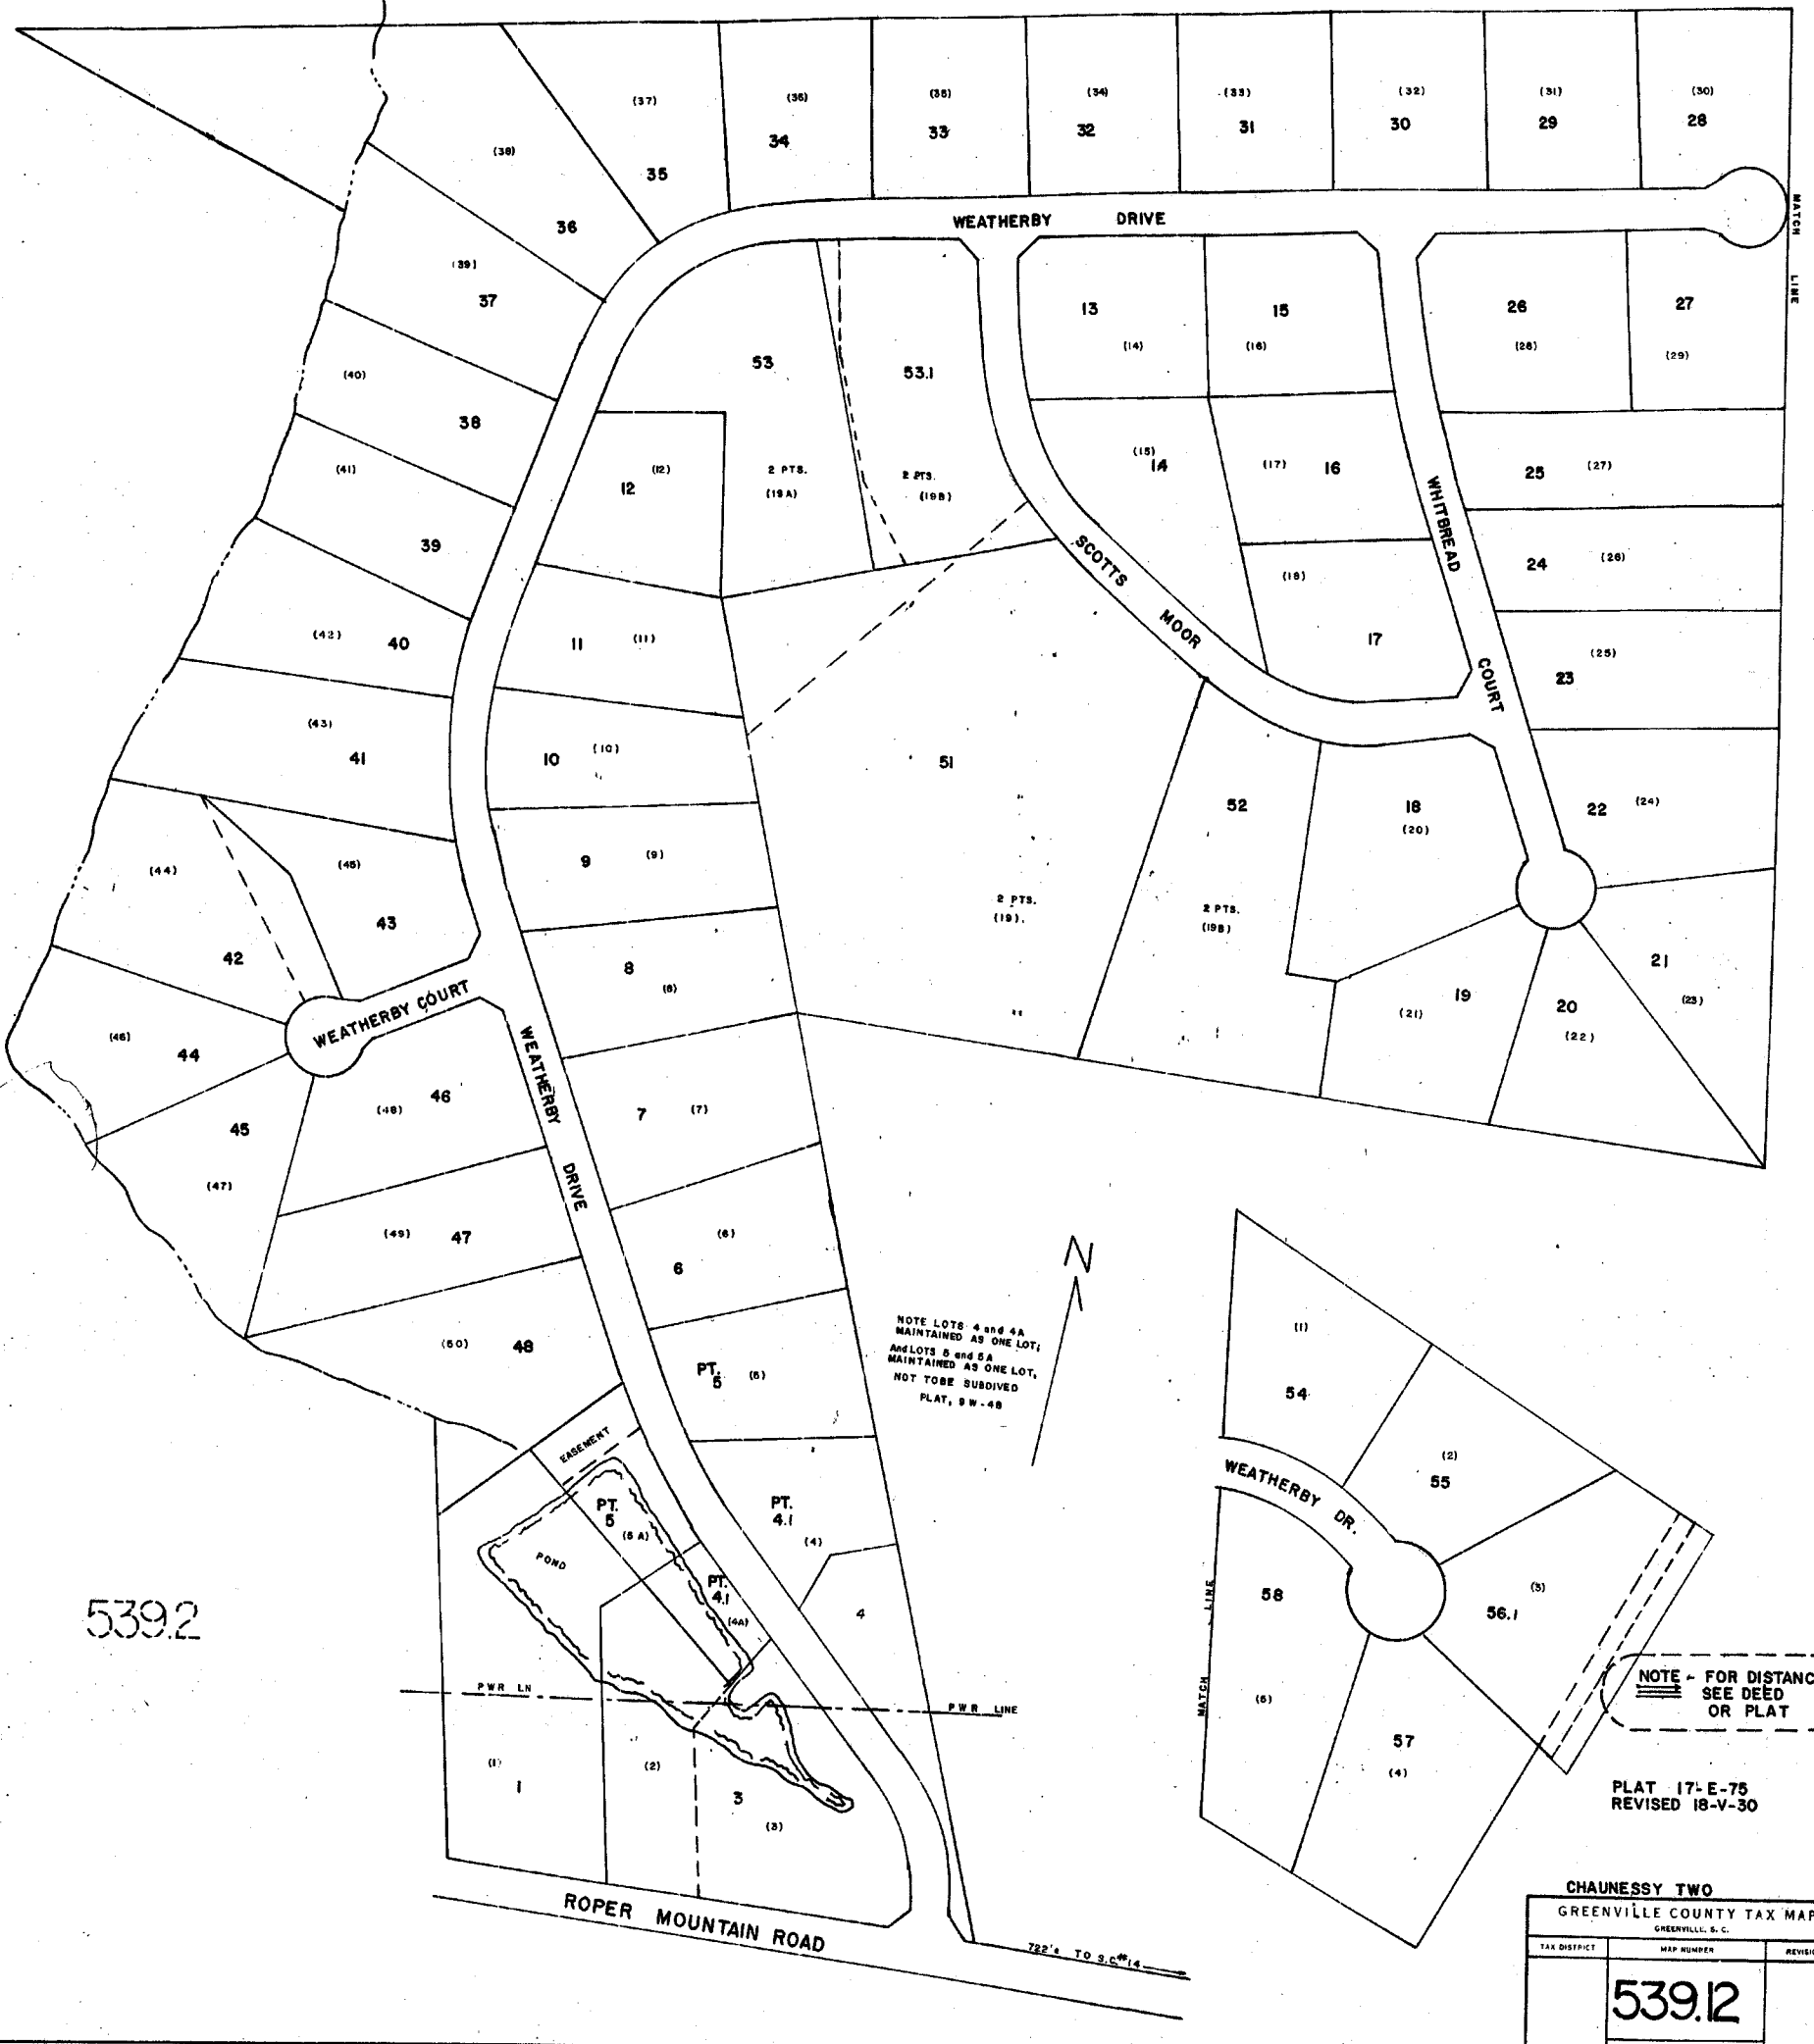 (37)
(36)
(35)
(34)
(33)
(32)
(31)
(30)
34
33
32
31
30
29
28
(38)
35
36
WEATHERBY DRIVE
MATCH LINE
(39)
37
13
15
26
27
(14)
(16)
(28)
(29)
53
53.1
(40)
38
(41)
12
(12)
2 PTS.
(19A)
2 PTS.
(19B)
(15)
14
(17)
16
25
(27)
WHITBREAD COURT
39
SCOTTS MOOR
24
(26)
(18)
(42)
40
11
(11)
17
(25)
23
(43)
41
10
(10)
51
52
18
(20)
22
(24)
(44)
(45)
9
(9)
43
42
2 PTS.
(19).
2 PTS.
(19B)
8
(8)
21
(23)
19
(21)
20
(22)
WEATHERBY COURT
(46)
44
WEATHERBY DRIVE
(48)
46
7
(7)
45
(47)
(49)
47
(6)
6
N
NOTE LOTS 4 and 4A
MAINTAINED AS ONE LOT;
And LOTS 5 and 5A
MAINTAINED AS ONE LOT,
NOT TOBE SUBDIVED
PLAT, 9W-48
(50)
48
PT.
5
(5)
(1)
54
(2)
55
EASEMENT
WEATHERBY DR.
PT.
5
(5A)
PT.
4.1
(4)
POND
PT.
4.1
(4A)
4
58
(5)
MATCH LINE
(3)
56.1
539.2
PWR LN
PWR LINE
NOTE - FOR DISTANC
SEE DEED
OR PLAT
57
(4)
(1)
1
(2)
3
(3)
PLAT 17-E-75
REVISED 18-V-30
ROPER MOUNTAIN ROAD
722'± TO S.C.#14
CHAUNESSY TWO
GREENVILLE COUNTY TAX MAP
GREENVILLE, S.C.
TAX DISTRICT
MAP NUMBER
REVISI
539.12